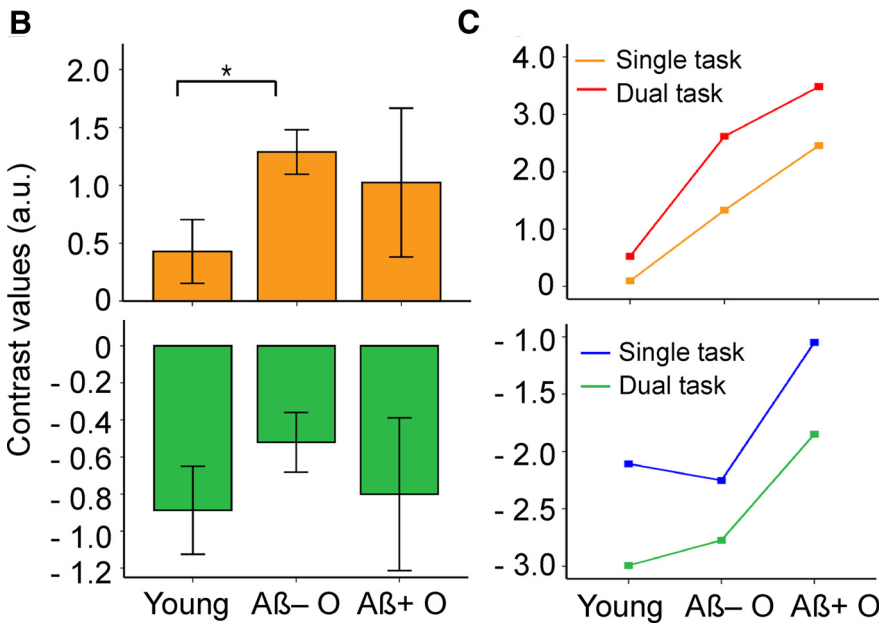 B
C
Contrast values (a.u.)
2.0
1.5
1.0
0.5
0
*
0
- 0.2
- 0.4
- 0.6
- 0.8
- 1.0
- 1.2
Young Aß– O Aß+ O
4.0
3.0
2.0
1.0
0
Single task
Dual task
- 1.0
- 1.5
- 2.0
- 2.5
- 3.0
Single task
Dual task
Young Aß– O Aß+ O